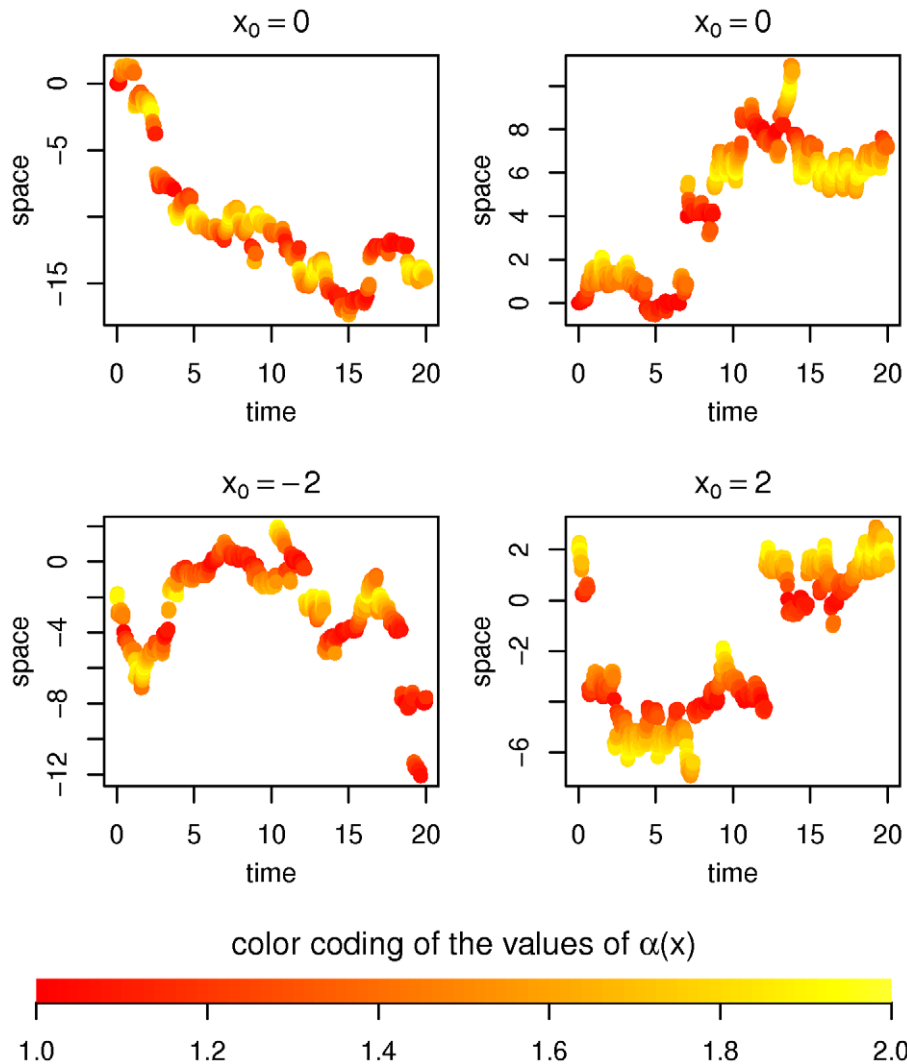 x₀ = 0
x₀ = 0
space
0
-5
-15
0 5 10 15 20
time
space
8
6
4
2
0
0 5 10 15 20
time
x₀ = −2
x₀ = 2
space
0
-4
-8
-12
0 5 10 15 20
time
space
2
0
-2
-6
0 5 10 15 20
time
color coding of the values of α(x)
1.0 1.2 1.4 1.6 1.8 2.0